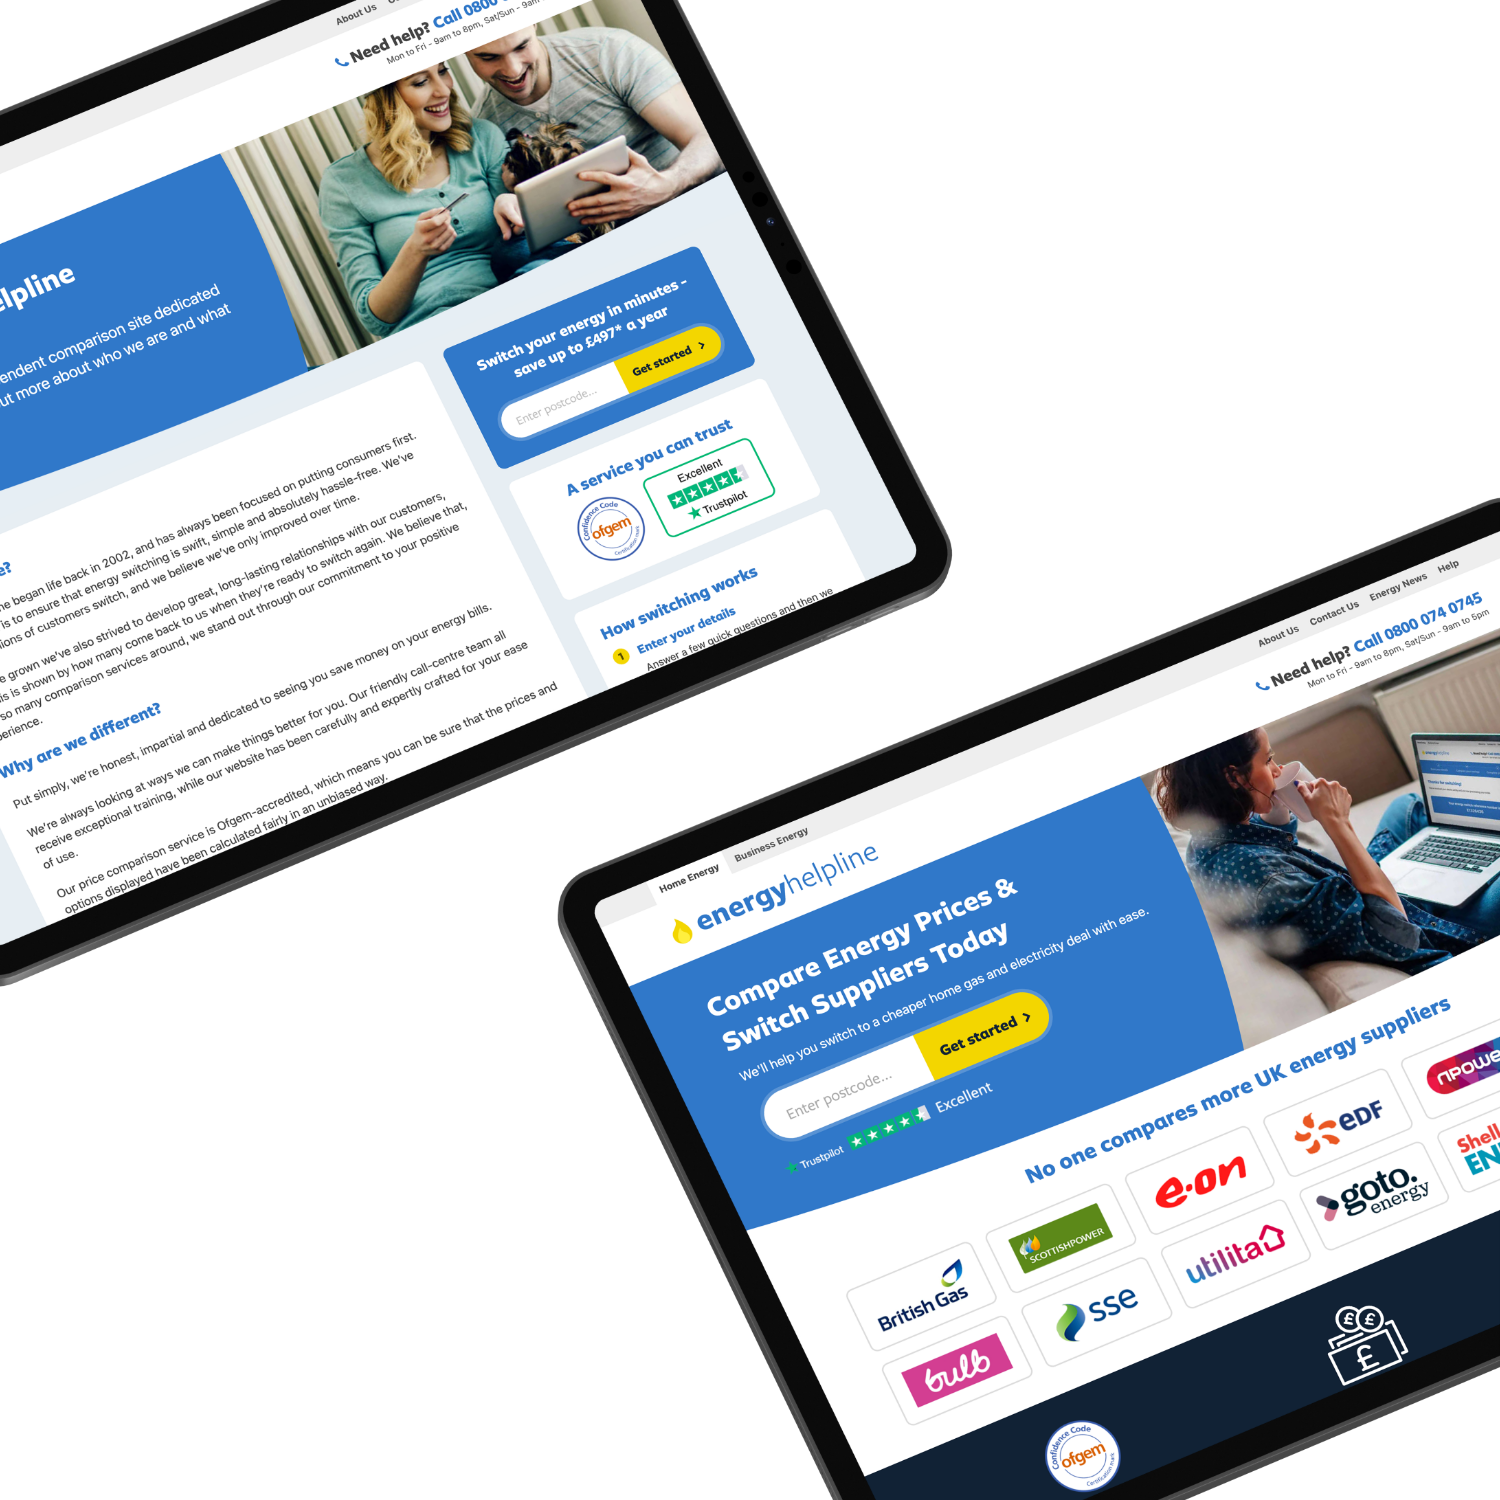 About Us
Need help? Call 0800
Mon to Fri - 9am to 8pm, Sat/Sun - 9am
elpline
endent comparison site dedicated
ut more about who we are and what
e?
ne began life back in 2002, and has always been focused on putting consumers first.
is to ensure that energy switching is swift, simple and absolutely hassle-free. We've
ions of customers switch, and we believe we've only improved over time.
e grown we've also strived to develop great, long-lasting relationships with our customers,
is is shown by how many come back to us when they're ready to switch again. We believe that,
so many comparison services around, we stand out through our commitment to your positive
perience.
Why are we different?
Put simply, we're honest, impartial and dedicated to seeing you save money on your energy bills.
We're always looking at ways we can make things better for you. Our friendly call-centre team all
receive exceptional training, while our website has been carefully and expertly crafted for your ease
of use.
Our price comparison service is Ofgem-accredited, which means you can be sure that the prices and
options displayed have been calculated fairly in an unbiased way.
Switch your energy in minutes -
save up to £497* a year
Enter postcode...
Get started >
A service you can trust
Confidence Code
ofgem
Certification mark
Excellent
Trustpilot
How switching works
1 Enter your details
Answer a few quick questions and then we
Home Energy
Business Energy
About Us
Contact Us
Energy News
Help
energyhelpline
Need help? Call 0800 074 0745
Mon to Fri - 9am to 8pm, Sat/Sun - 9am to 5pm
Compare Energy Prices &
Switch Suppliers Today
We'll help you switch to a cheaper home gas and electricity deal with ease.
Enter postcode...
Get started >
Trustpilot
Excellent
No one compares more UK energy suppliers
British Gas
SCOTTISHPOWER
e·on
eDF
npowe
bulb
sse
utilita
goto.
energy
Shell
EN
£ £
£
Confidence Code
ofgem
Certification mark